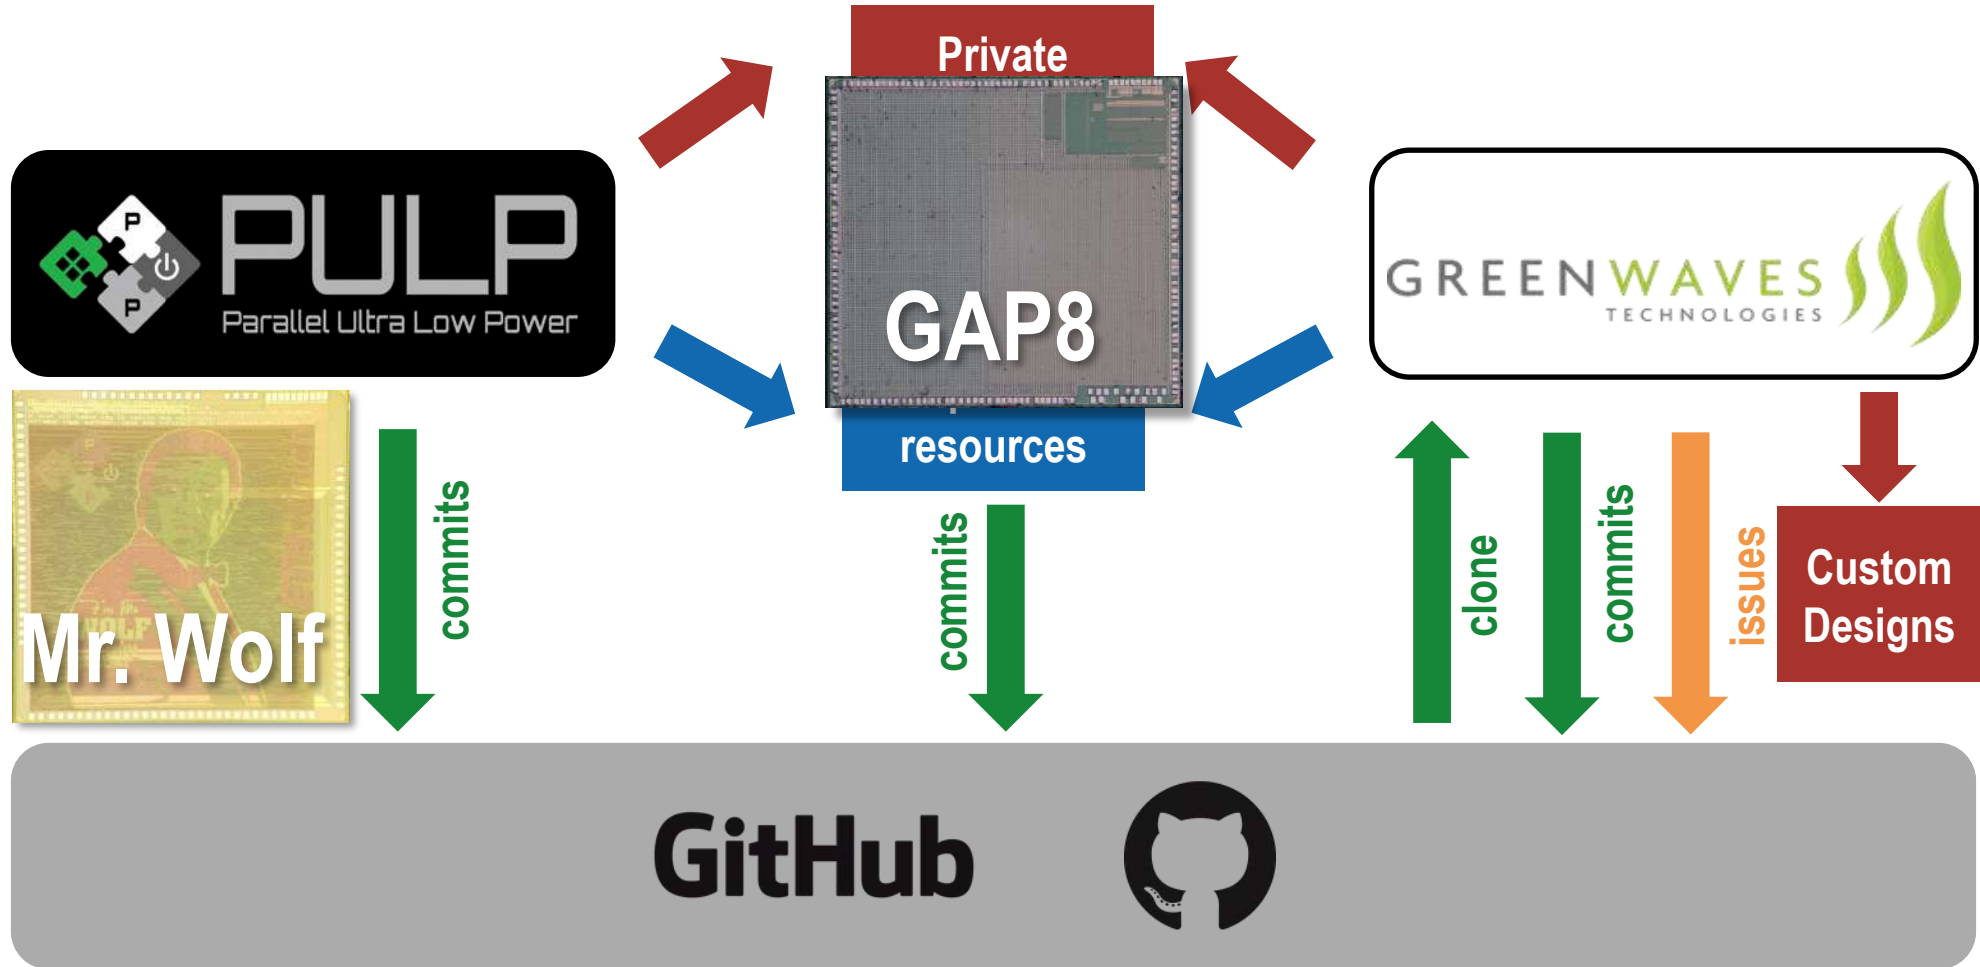 Private
P
P
PULP
Parallel Ultra Low Power
GAP8
GREENWAVES
TECHNOLOGIES
resources
Mr. Wolf
commits
commits
clone
commits
issues
Custom
Designs
GitHub